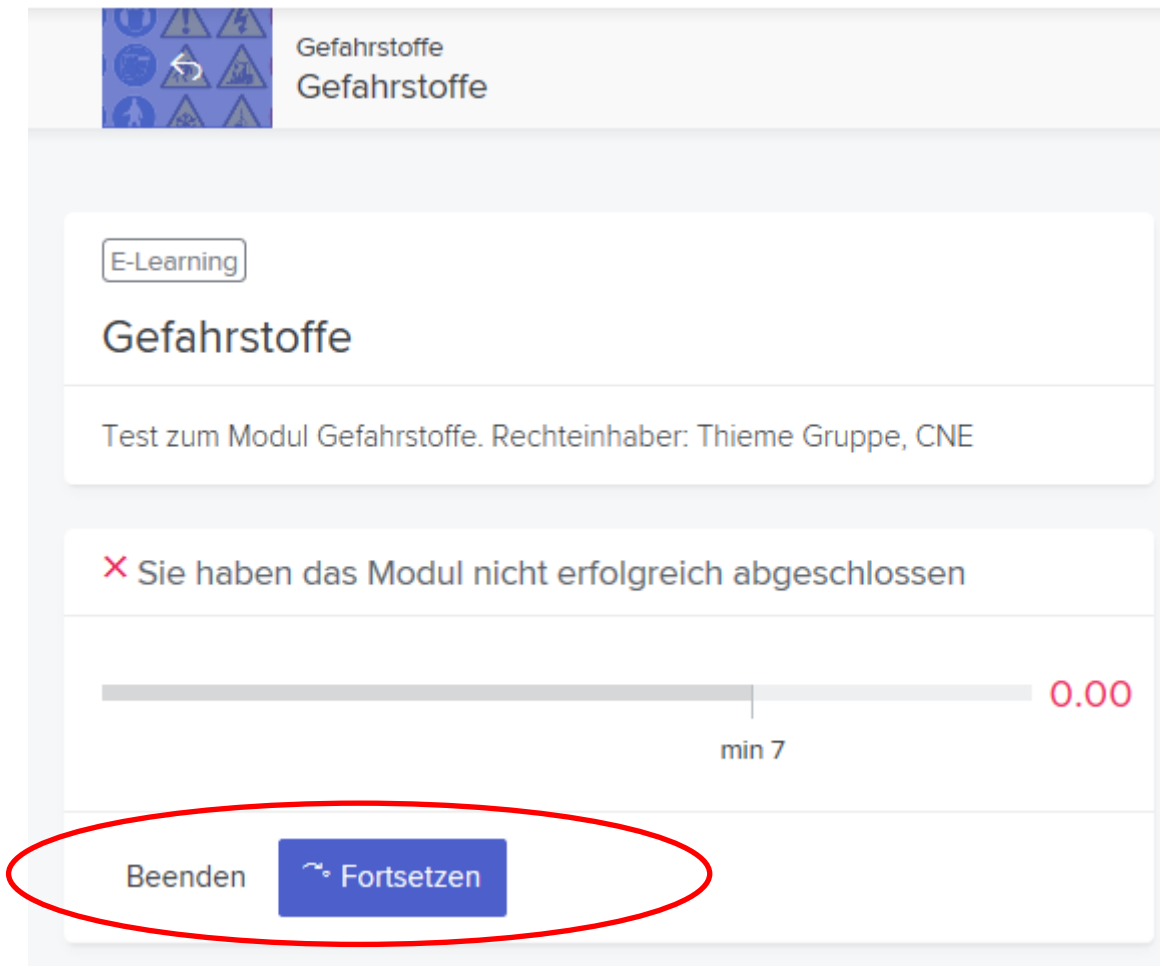 Gefahrstoffe
Gefahrstoffe
E-Learning
Gefahrstoffe
Test zum Modul Gefahrstoffe. Rechteinhaber: Thieme Gruppe, CNE
Sie haben das Modul nicht erfolgreich abgeschlossen
0.00
min 7
Beenden Fortsetzen